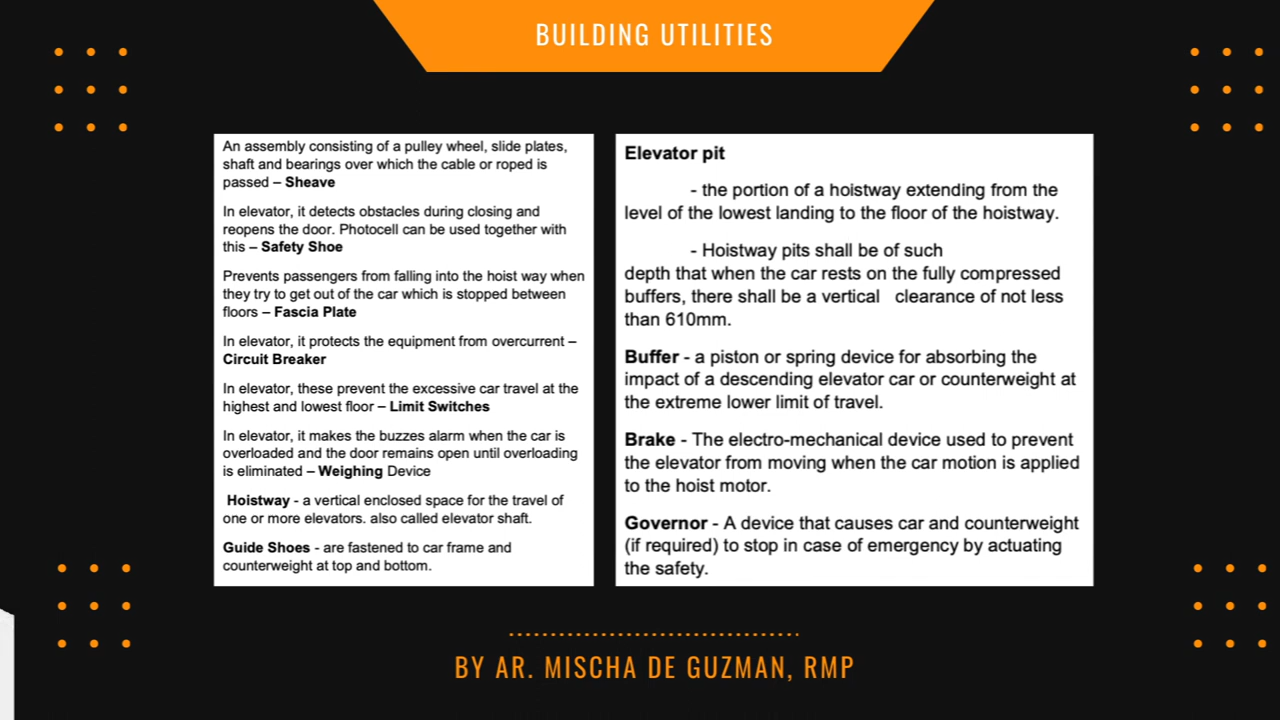 BUILDING UTILITIES
An assembly consisting of a pulley wheel, slide plates,
shaft and bearings over which the cable or roped is
passed – Sheave
In elevator, it detects obstacles during closing and
reopens the door. Photocell can be used together with
this – Safety Shoe
Prevents passengers from falling into the hoist way when
they try to get out of the car which is stopped between
floors – Fascia Plate
In elevator, it protects the equipment from overcurrent –
Circuit Breaker
In elevator, these prevent the excessive car travel at the
highest and lowest floor – Limit Switches
In elevator, it makes the buzzes alarm when the car is
overloaded and the door remains open until overloading
is eliminated – Weighing Device
Hoistway - a vertical enclosed space for the travel of
one or more elevators. also called elevator shaft.
Guide Shoes - are fastened to car frame and
counterweight at top and bottom.
Elevator pit
- the portion of a hoistway extending from the
level of the lowest landing to the floor of the hoistway.
- Hoistway pits shall be of such
depth that when the car rests on the fully compressed
buffers, there shall be a vertical clearance of not less
than 610mm.
Buffer - a piston or spring device for absorbing the
impact of a descending elevator car or counterweight at
the extreme lower limit of travel.
Brake - The electro-mechanical device used to prevent
the elevator from moving when the car motion is applied
to the hoist motor.
Governor - A device that causes car and counterweight
(if required) to stop in case of emergency by actuating
the safety.
BY AR. MISCHA DE GUZMAN, RMP